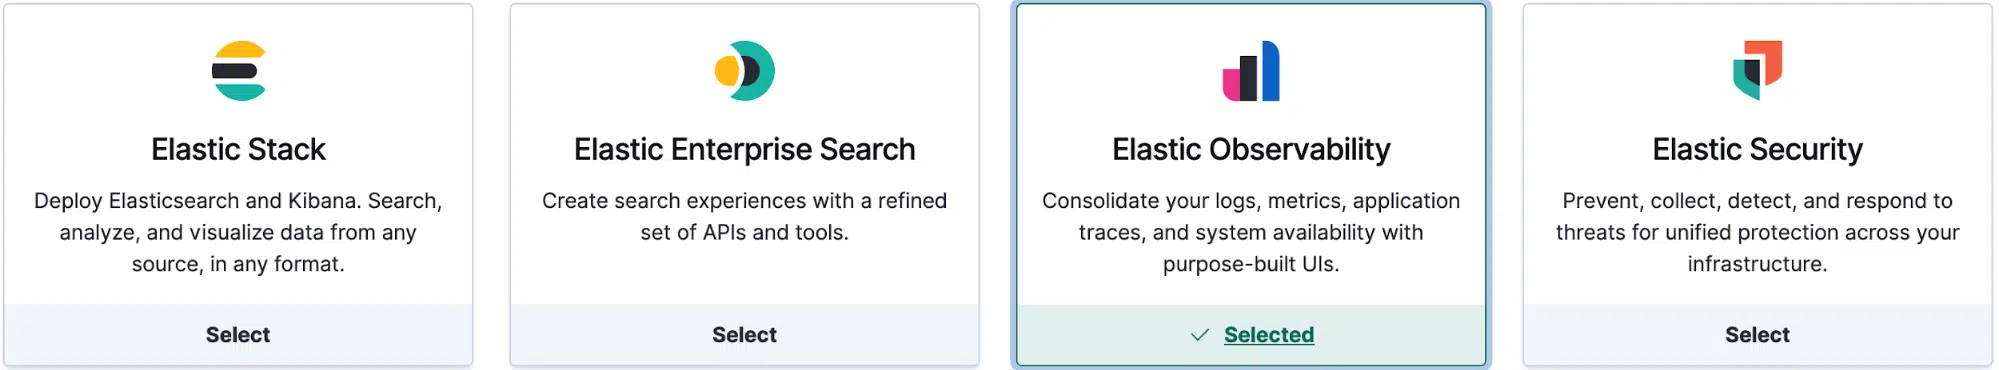 Elastic Stack
Deploy Elasticsearch and Kibana. Search,
analyze, and visualize data from any
source, in any format.
Select
Elastic Enterprise Search
Create search experiences with a refined
set of APIs and tools.
Select
Elastic Observability
Consolidate your logs, metrics, application
traces, and system availability with
purpose-built UIs.
Selected
Elastic Security
Prevent, collect, detect, and respond to
threats for unified protection across your
infrastructure.
Select